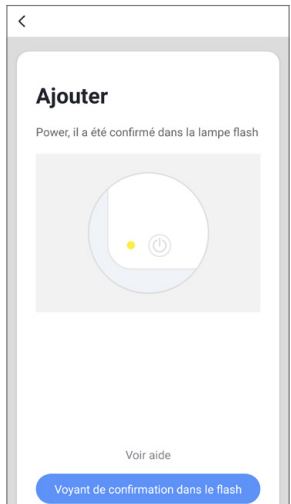 Ajouter
Power, il a été confirmé dans la lampe flash
Voir aide
Voyant de confirmation dans le flash